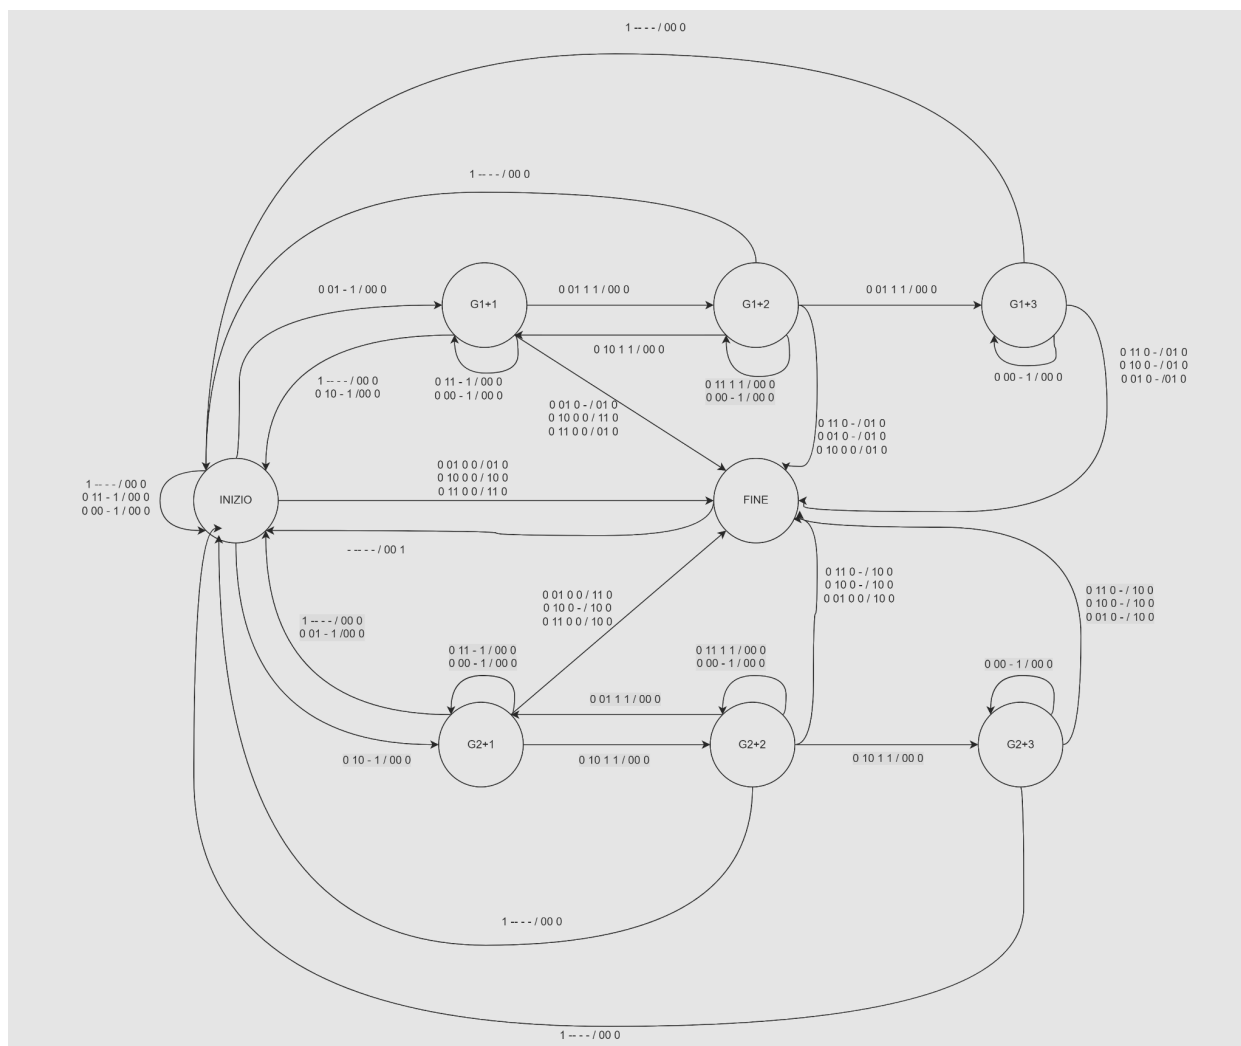 1 -- - - / 00 0
1 -- - - / 00 0
0 01 - 1 / 00 0
G1+1
0 01 1 1 / 00 0
G1+2
0 01 1 1 / 00 0
G1+3
0 10 1 1 / 00 0
1 -- - - / 00 0
0 10 - 1 /00 0
0 11 - 1 / 00 0
0 00 - 1 / 00 0
0 11 1 1 / 00 0
0 00 - 1 / 00 0
0 00 - 1 / 00 0
0 11 0 - / 01 0
0 10 0 - / 01 0
0 01 0 - /01 0
0 01 0 - / 01 0
0 10 0 0 / 11 0
0 11 0 0 / 01 0
0 11 0 - / 01 0
0 01 0 - / 01 0
0 10 0 0 / 01 0
1 -- - - / 00 0
0 11 - 1 / 00 0
0 00 - 1 / 00 0
INIZIO
0 01 0 0 / 01 0
0 10 0 0 / 10 0
0 11 0 0 / 11 0
FINE
- -- - - / 00 1
0 01 0 0 / 11 0
0 10 0 - / 10 0
0 11 0 0 / 10 0
0 11 0 - / 10 0
0 10 0 - / 10 0
0 01 0 0 / 10 0
0 11 0 - / 10 0
0 10 0 - / 10 0
0 01 0 - / 10 0
1 -- - - / 00 0
0 01 - 1 /00 0
0 11 - 1 / 00 0
0 00 - 1 / 00 0
0 11 1 1 / 00 0
0 00 - 1 / 00 0
0 00 - 1 / 00 0
0 01 1 1 / 00 0
G2+1
G2+2
G2+3
0 10 - 1 / 00 0
0 10 1 1 / 00 0
0 10 1 1 / 00 0
1 -- - - / 00 0
1 -- - - / 00 0